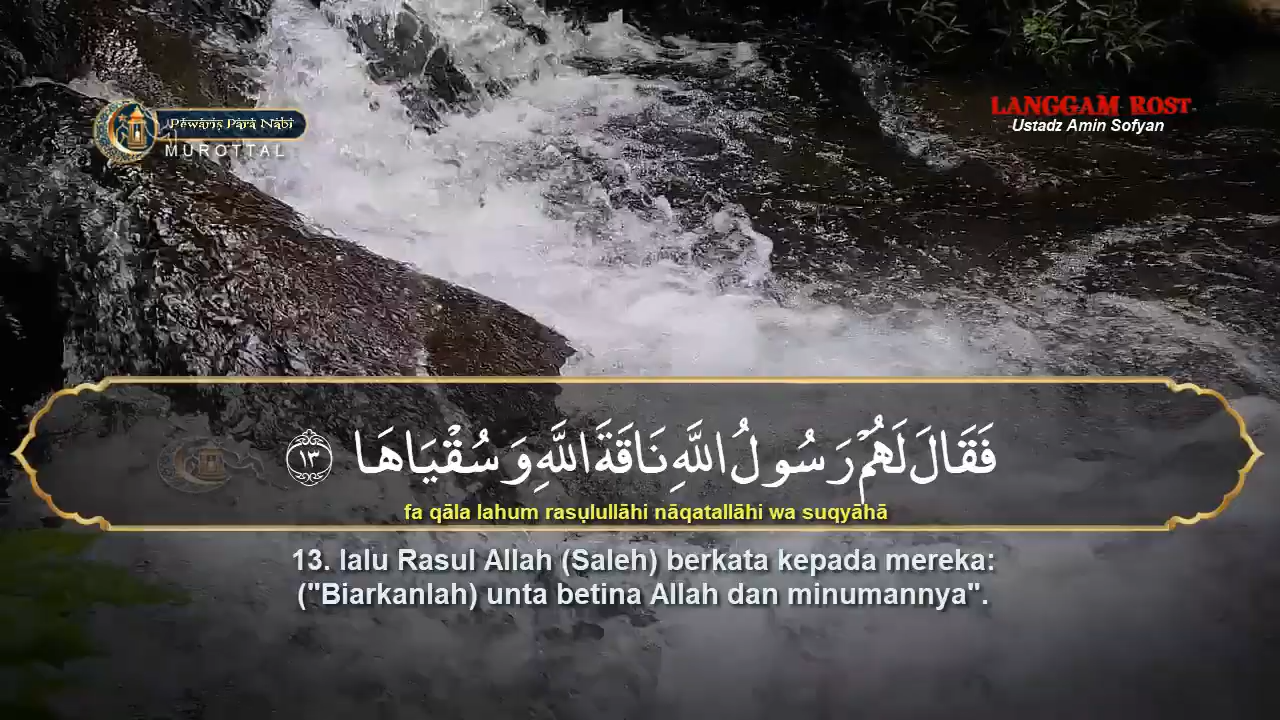 Pewaris Para Nabi
MUROTTAL
LANGGAM ROST
Ustadz Amin Sofyan
فَقَالَ لَهُمْ رَسُولُ اللَّهِ نَاقَةَ اللَّهِ وَسُقْيَاهَا ١٣
fa qāla lahum rasụlullāhi nāqatallāhi wa suqyāhā
13. lalu Rasul Allah (Saleh) berkata kepada mereka:
("Biarkanlah) unta betina Allah dan minumannya".